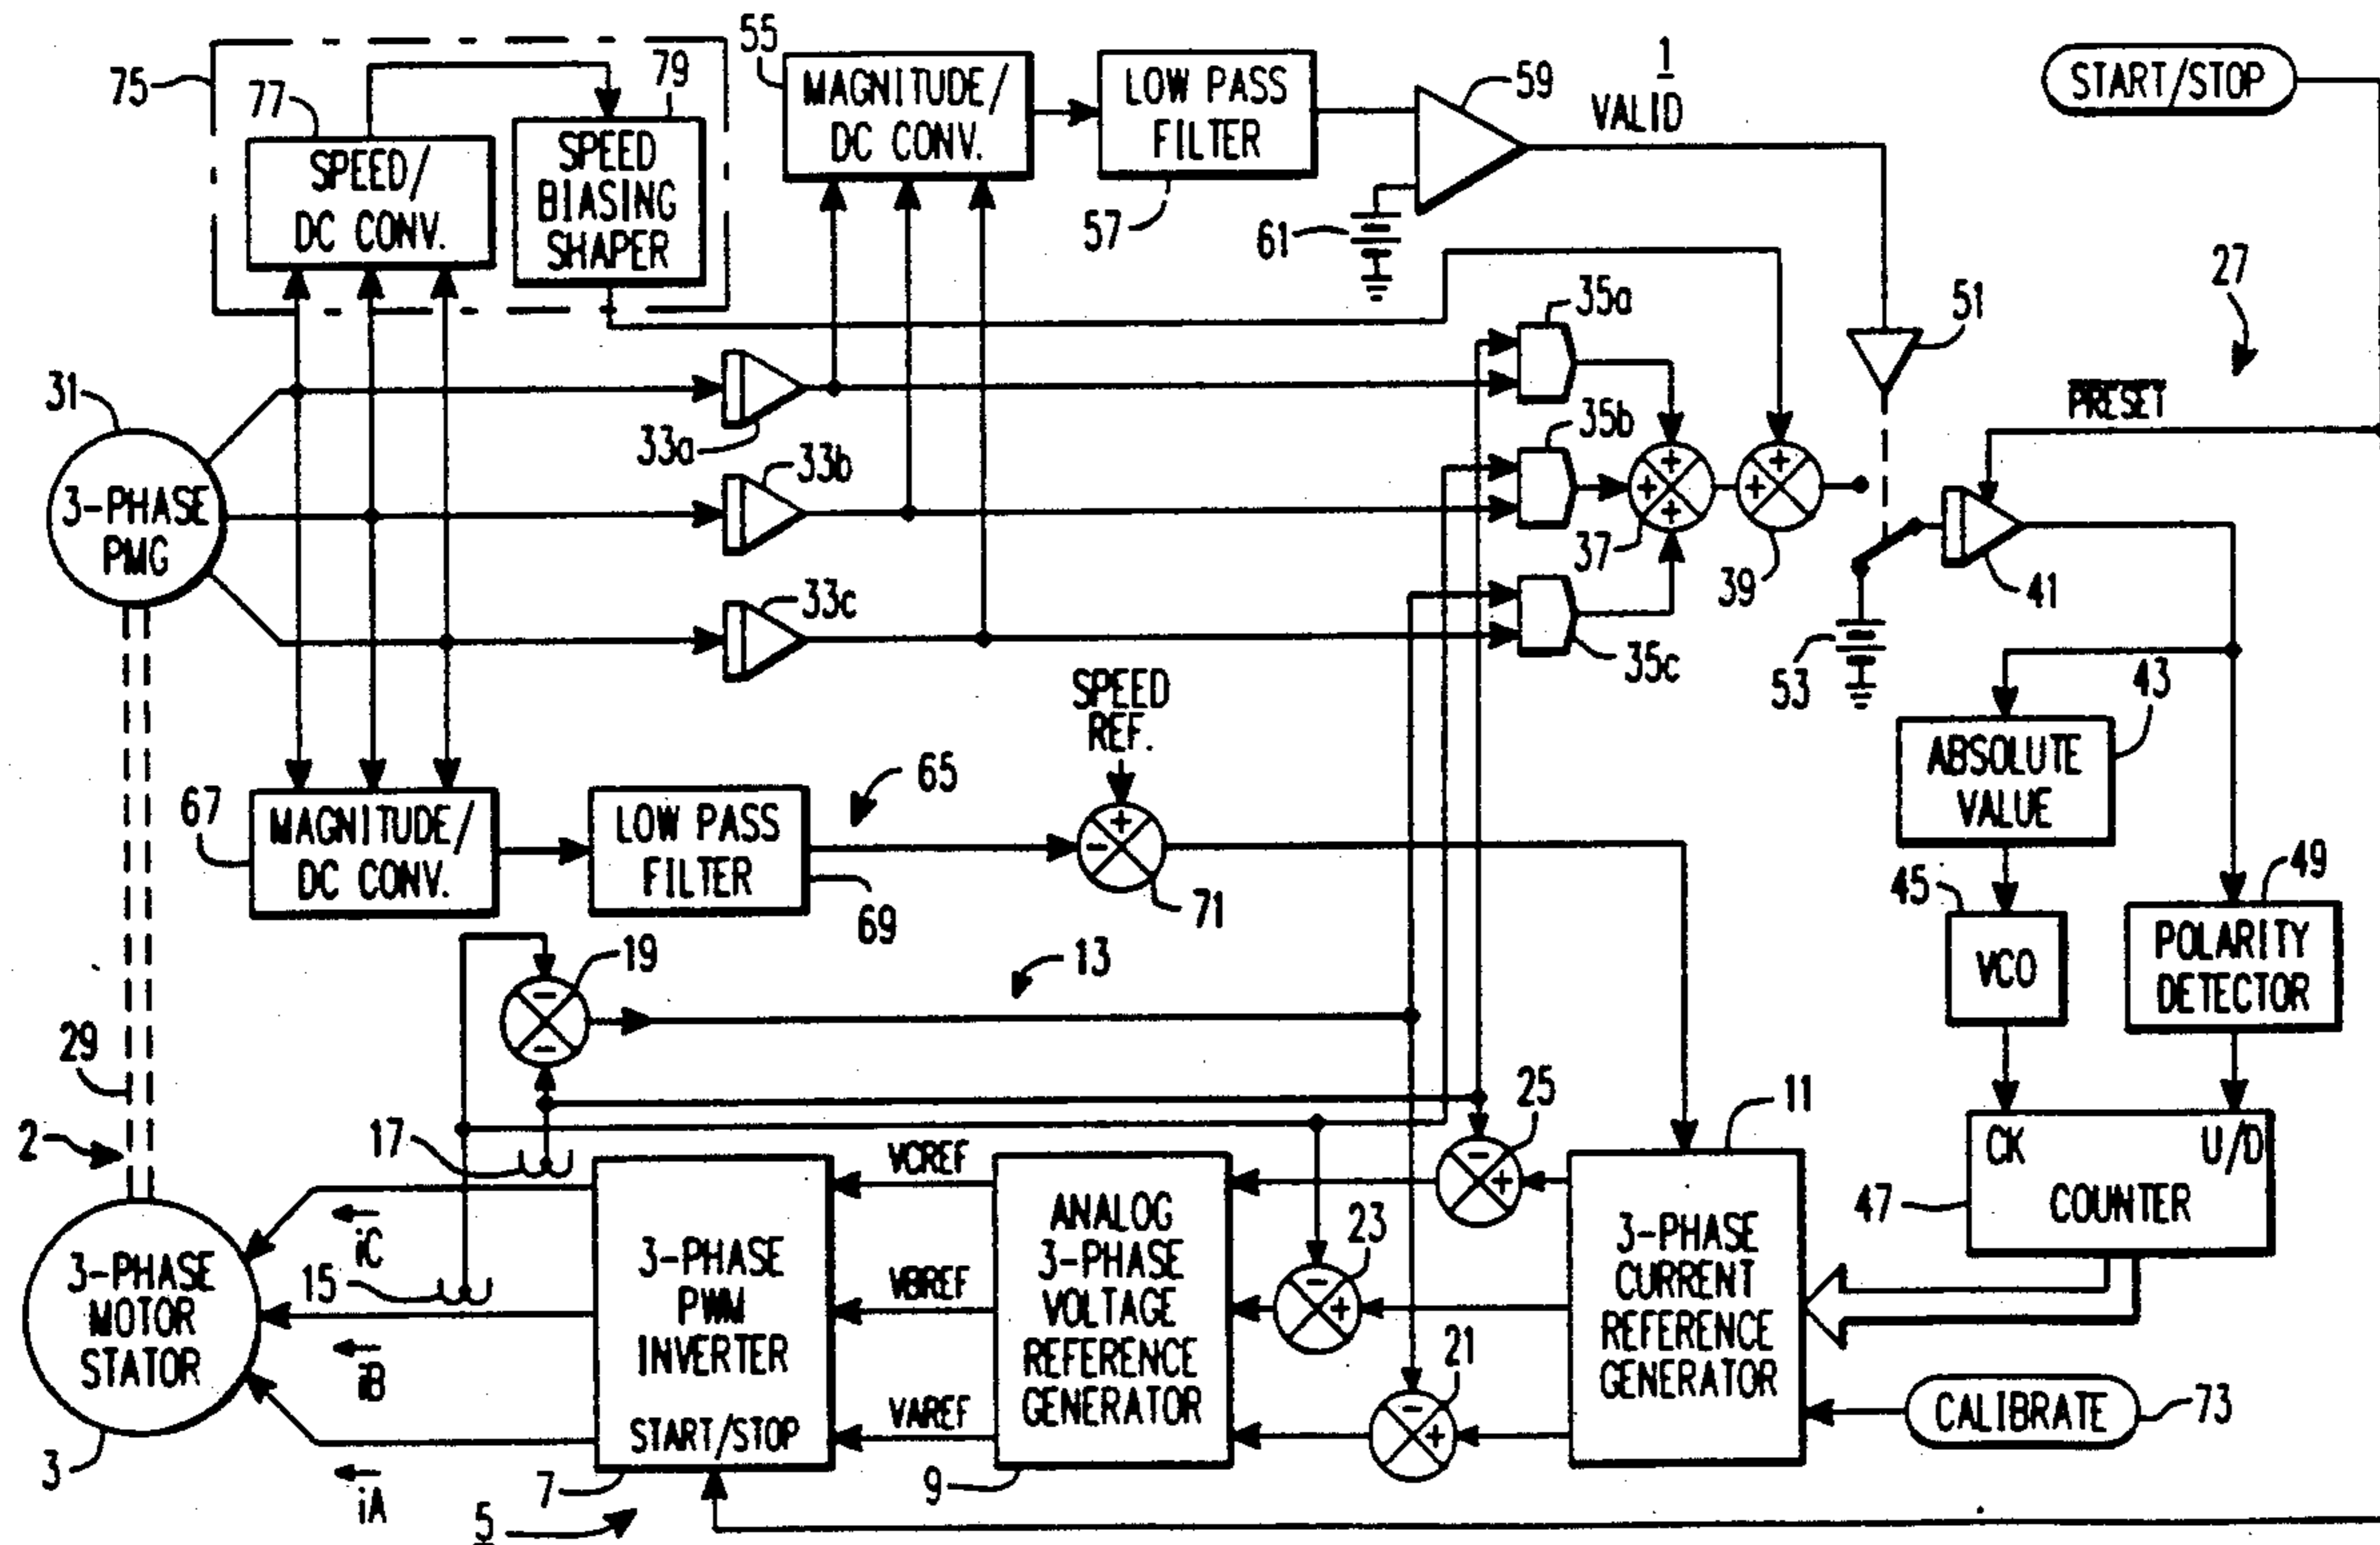 75
77
SPEED/
DC CONV.
79
SPEED
BIASING
SHAPER
55
MAGNITUDE/
DC CONV.
LOW PASS
FILTER
57
59
61
1
VALID
START/STOP
27
51
PRESET
31
3-PHASE
PMG
33a
33b
33c
35a
35b
35c
37
39
41
53
43
ABSOLUTE
VALUE
45
VCO
49
POLARITY
DETECTOR
CK
U/D
COUNTER
47
67
MAGNITUDE/
DC CONV.
LOW PASS
FILTER
69
65
SPEED
REF.
71
19
13
29
2
17
15
25
23
21
11
3-PHASE
CURRENT
REFERENCE
GENERATOR
CALIBRATE
73
ANALOG
3-PHASE
VOLTAGE
REFERENCE
GENERATOR
9
VCREF
VBREF
VAREF
3-PHASE
PWM
INVERTER
START/STOP
7
5
iC
iB
iA
3-PHASE
MOTOR
STATOR
3
+
+
+
+
+
+
-
-
-
-
+
-
+
-
+